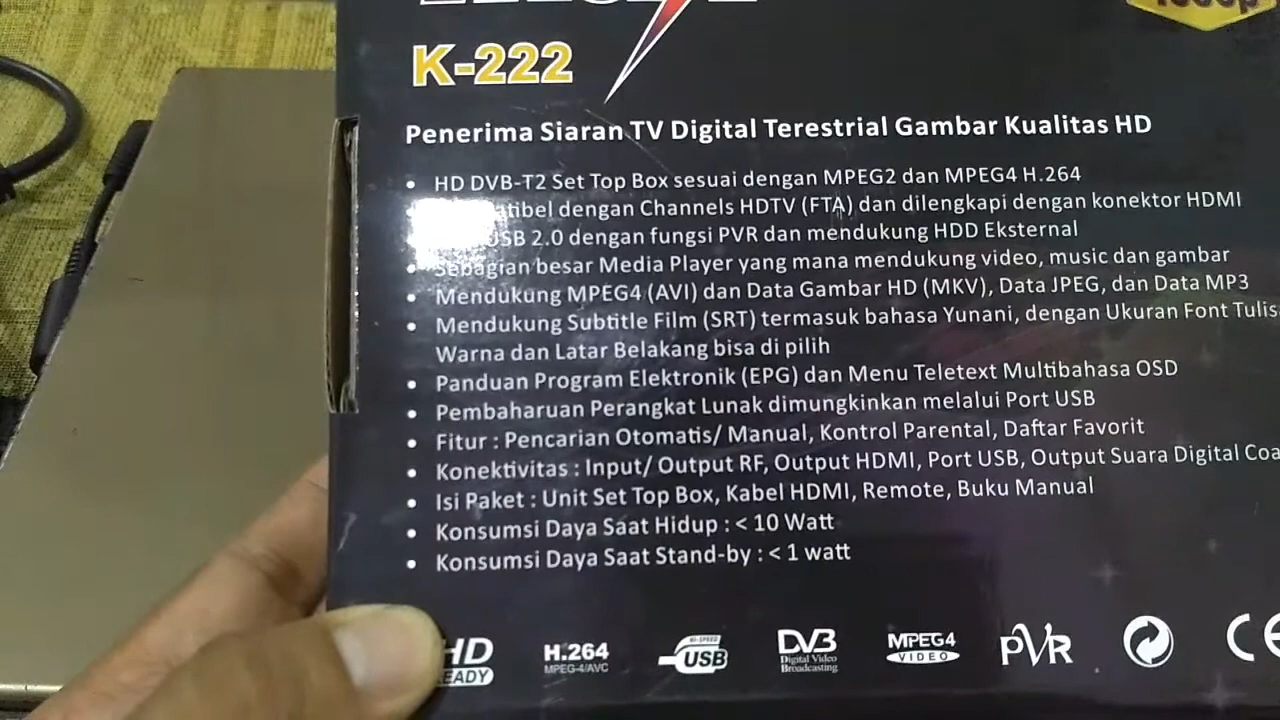 K-222
Penerima Siaran TV Digital Terestrial Gambar Kualitas HD
• HD DVB-T2 Set Top Box sesuai dengan MPEG2 dan MPEG4 H.264
dengan Channels HDTV (FTA) dan dilengkapi dengan konektor HDMI
USB 2.0 dengan fungsi PVR dan mendukung HDD Eksternal
• Sebagian besar Media Player yang mana mendukung video, music dan gambar
• Mendukung MPEG4 (AVI) dan Data Gambar HD (MKV), Data JPEG, dan Data MP3
• Mendukung Subtitle Film (SRT) termasuk bahasa Yunani, dengan Ukuran Font
Warna dan Latar Belakang bisa di pilih
• Panduan Program Elektronik (EPG) dan Menu Teletext Multibahasa OSD
• Pembaharuan Perangkat Lunak dimungkinkan melalui Port USB
• Fitur : Pencarian Otomatis/ Manual, Kontrol Parental, Daftar Favorit
• Konektivitas : Input/ Output RF, Output HDMI, Port USB, Output Suara Digital
• Isi Paket : Unit Set Top Box, Kabel HDMI, Remote, Buku Manual
• Konsumsi Daya Saat Hidup : < 10 Watt
• Konsumsi Daya Saat Stand-by : < 1 watt
HD H.264 HI-SPEED USB DVB MPEG4 PVR CE
MPEG-4/AVC Digital Video Broadcasting VIDEO